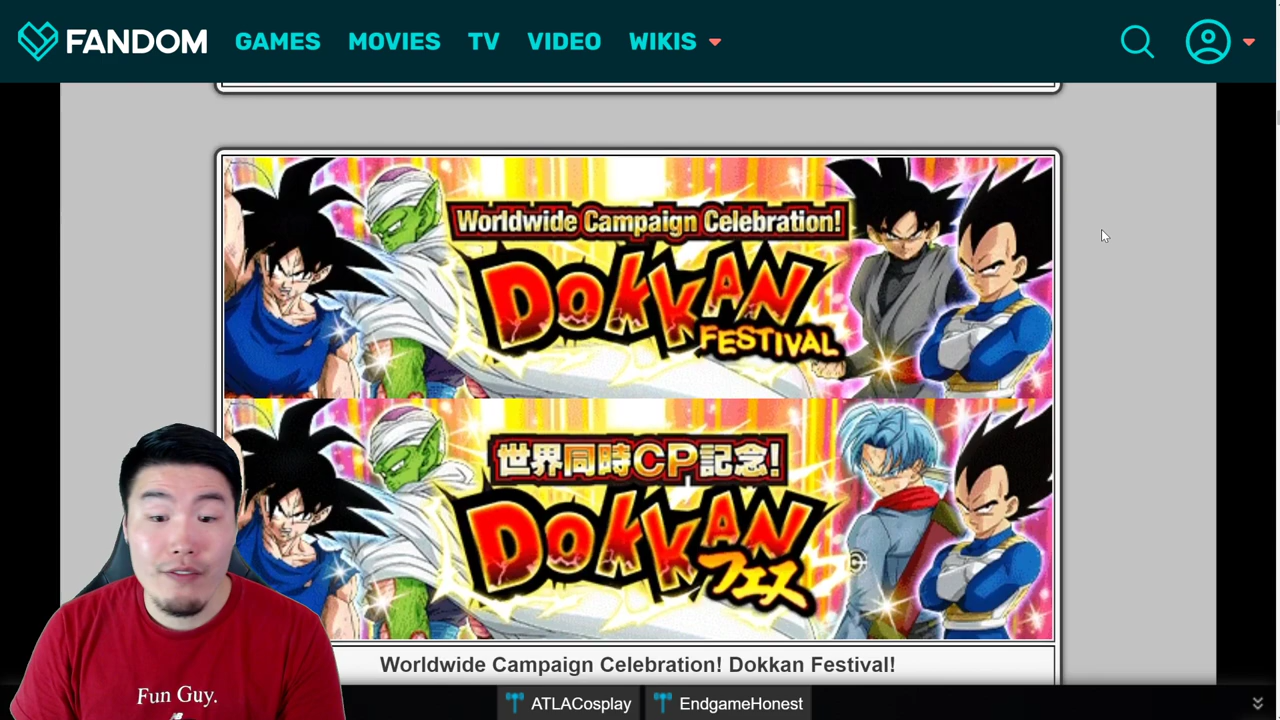 FANDOM GAMES MOVIES TV VIDEO WIKIS
Worldwide Campaign Celebration!
DOKKAN
FESTIVAL
世界同時CP記念!
DOKKAN
フェス
Worldwide Campaign Celebration! Dokkan Festival!
Fun Guy.
ATLACosplay EndgameHonest